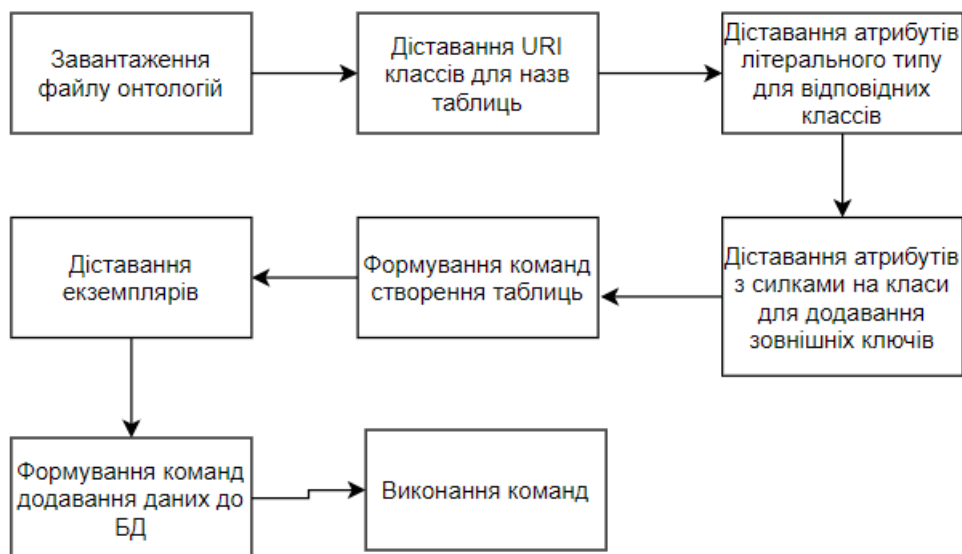 Завантаження
файлу онтологій
Діставання URI
классів для назв
таблиць
Діставання атрибутів
літерального типу
для відповідних
классів
Діставання атрибутів
з силками на класи
для додавання
зовнішніх ключів
Формування команд
створення таблиць
Діставання
екземплярів
Формування команд
додавання даних до
БД
Виконання команд